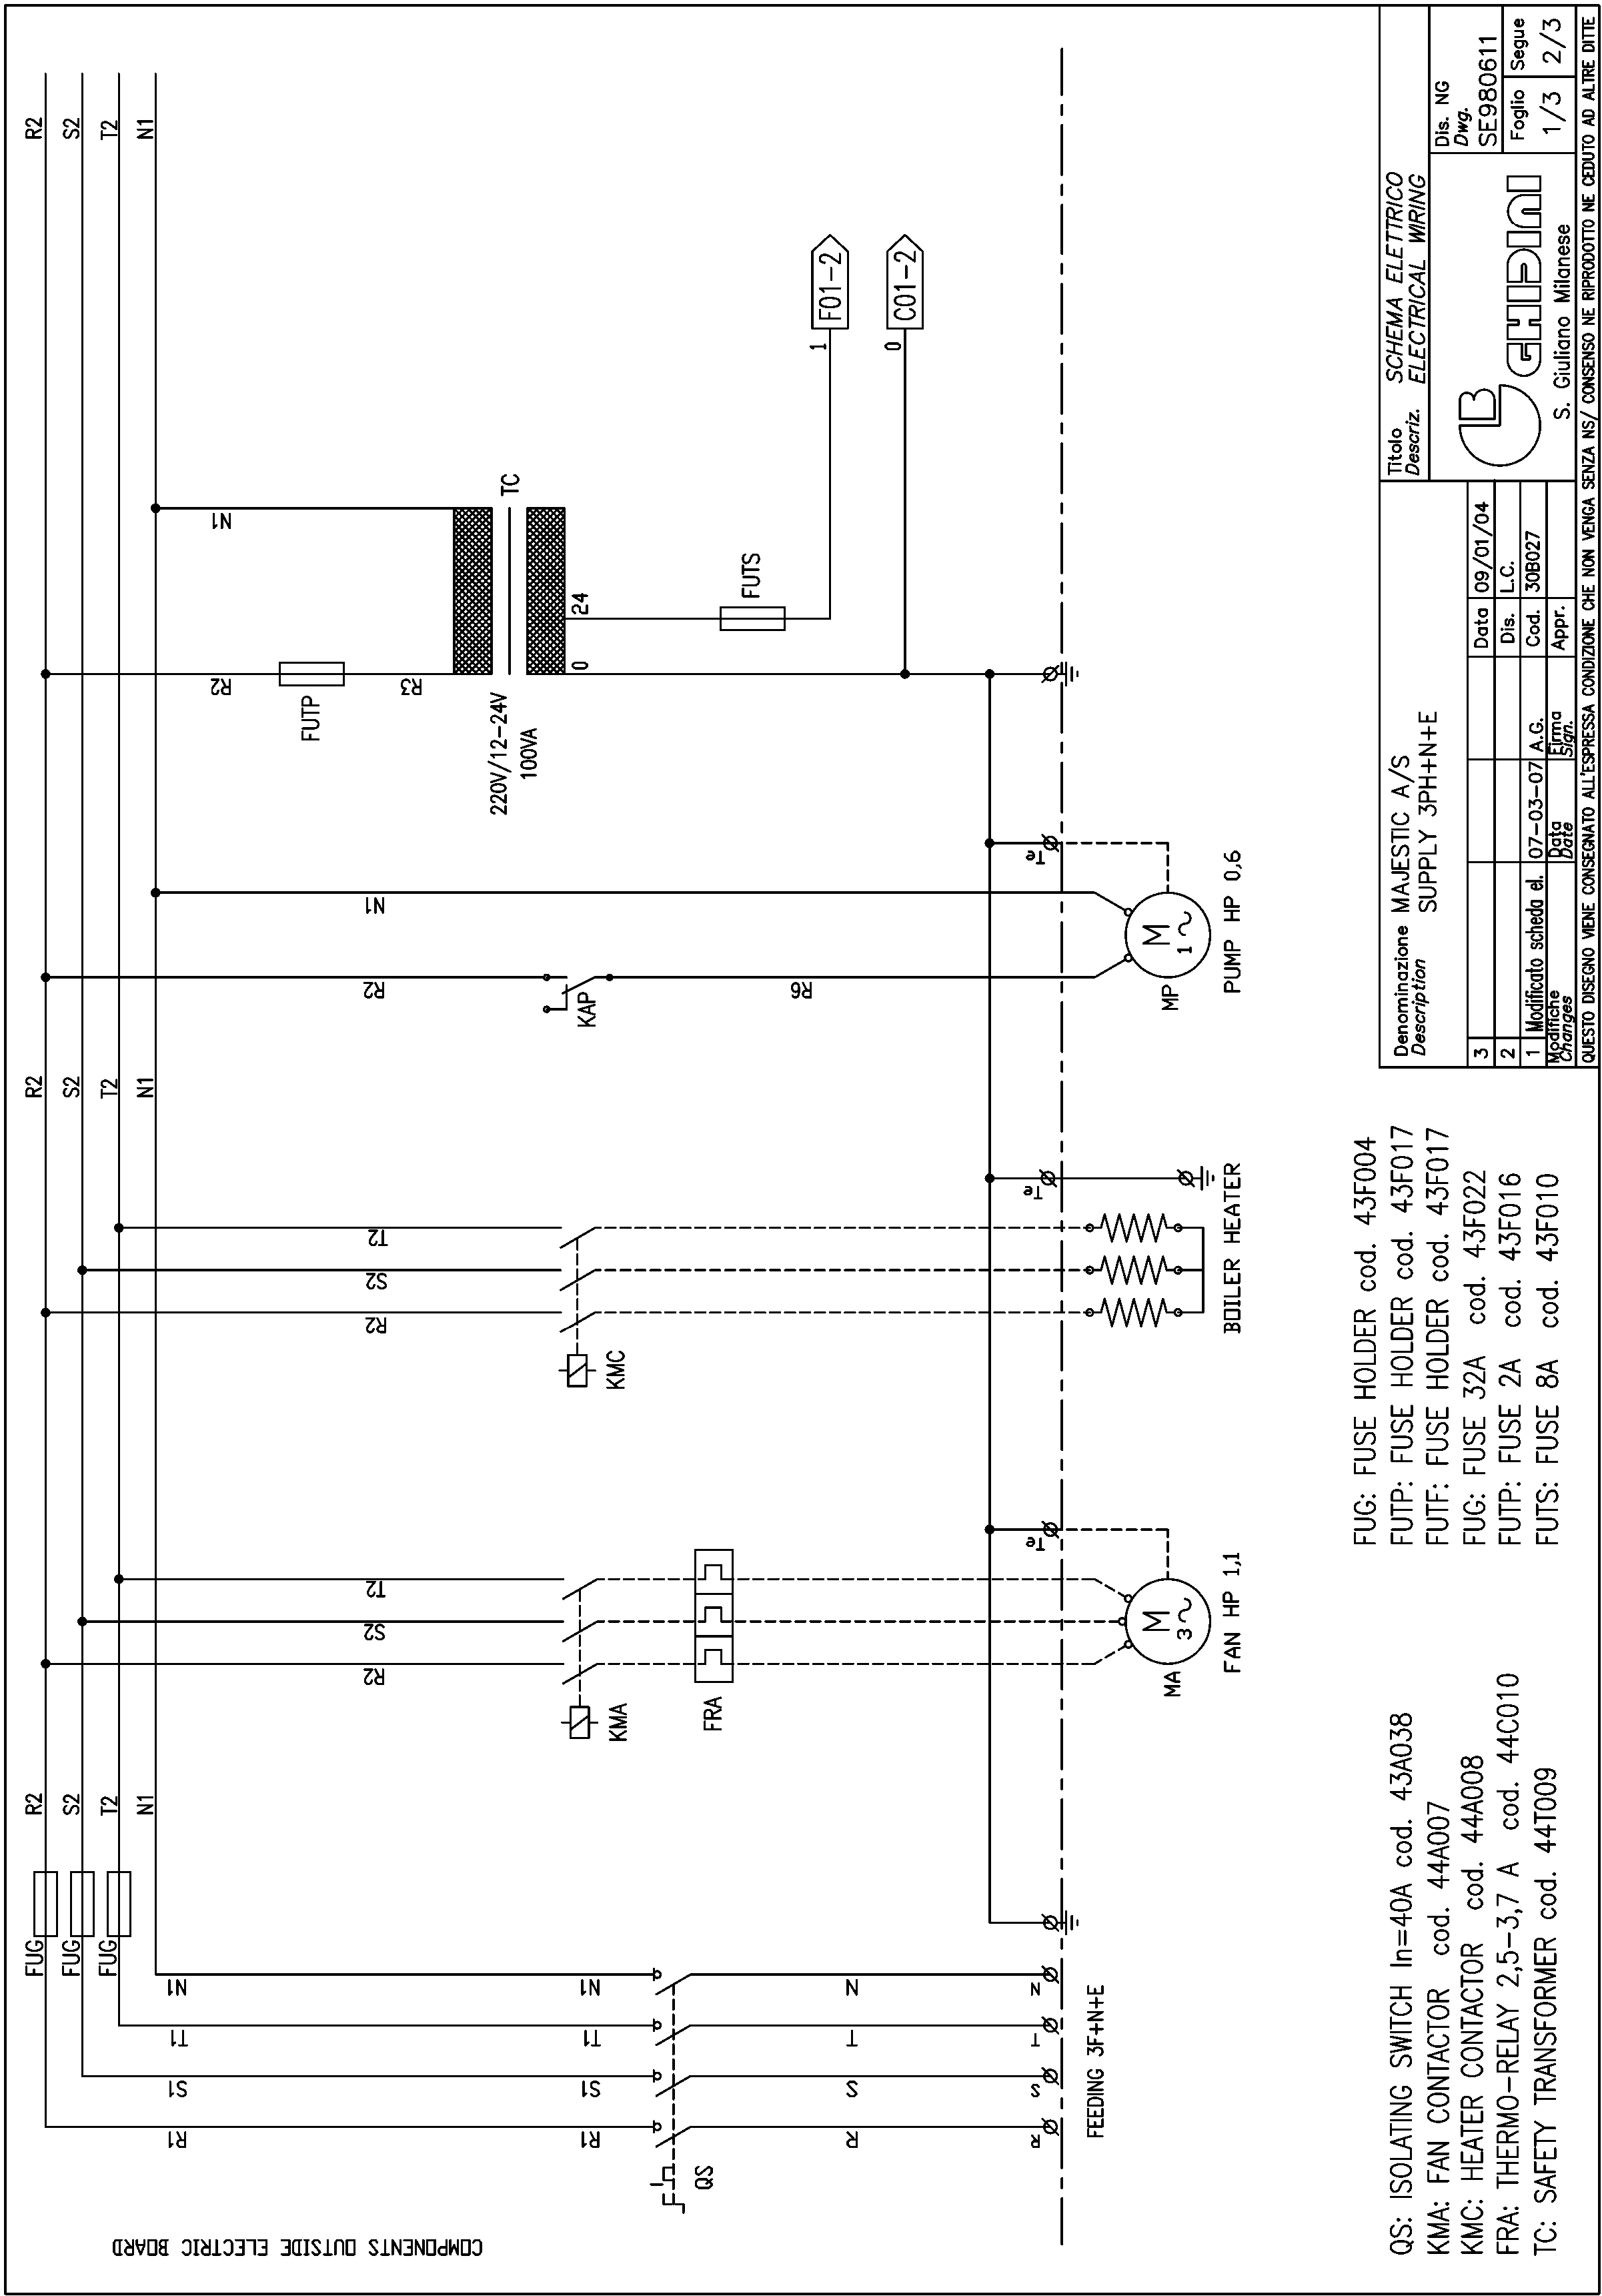 COMPONENTS OUTSIDE ELECTRIC BOARD
R2
S2
T2
N1
R2
S2
T2
N1
R2
S2
T2
N1
FUG
FUG
FUG
R1
S1
T1
N1
R1
S1
T1
N1
QS
R
S
T
N
R
S
T
N
FEEDING 3F+N+E
R2
S2
T2
KMA
FRA
Te
M
3~
MA
FAN HP 1,1
R2
S2
T2
KMC
Te
BOILER HEATER
R2
N1
KAP
R6
Te
M
1~
MP
PUMP HP 0,6
R2
FUTP
R3
N1
TC
220V/12-24V
100VA
0
24
FUTS
1
F01-2
0
C01-2
QS: ISOLATING SWITCH In=40A cod. 43A038
KMA: FAN CONTACTOR cod. 44A007
KMC: HEATER CONTACTOR cod. 44A008
FRA: THERMO-RELAY 2,5-3,7 A cod. 44C010
TC: SAFETY TRANSFORMER cod. 44T009
FUG: FUSE HOLDER cod. 43F004
FUTP: FUSE HOLDER cod. 43F017
FUTF: FUSE HOLDER cod. 43F017
FUG: FUSE 32A cod. 43F022
FUTP: FUSE 2A cod. 43F016
FUTS: FUSE 8A cod. 43F010
Denominazione MAJESTIC A/S
Description SUPPLY 3PH+N+E
3
2
1 Modificato scheda el. 07-03-07 A.G.
Modifiche Data Firma
Changes Date Sign.
Data 09/01/04
Dis. L.C.
Cod. 30B027
Appr.
Titolo SCHEMA ELETTRICO
Descriz. ELECTRICAL WIRING
GHIDINI
S. Giuliano Milanese
Dis. NG
Dwg.
SE980611
Foglio Segue
1/3 2/3
QUESTO DISEGNO VIENE CONSEGNATO ALL'ESPRESSA CONDIZIONE CHE NON VENGA SENZA NS/ CONSENSO NE RIPRODOTTO NE CEDUTO AD ALTRE DITTE